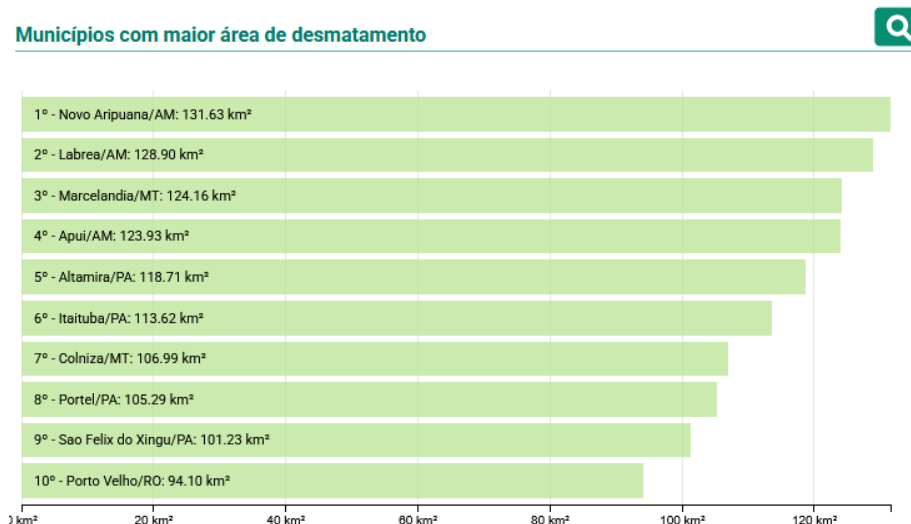 Municípios com maior área de desmatamento
1º - Novo Aripuana/AM: 131.63 km²
2º - Labrea/AM: 128.90 km²
3º - Marcelandia/MT: 124.16 km²
4º - Apui/AM: 123.93 km²
5º - Altamira/PA: 118.71 km²
6º - Itaituba/PA: 113.62 km²
7º - Colniza/MT: 106.99 km²
8º - Portel/PA: 105.29 km²
9º - Sao Felix do Xingu/PA: 101.23 km²
10º - Porto Velho/RO: 94.10 km²
0 km² 20 km² 40 km² 60 km² 80 km² 100 km² 120 km²